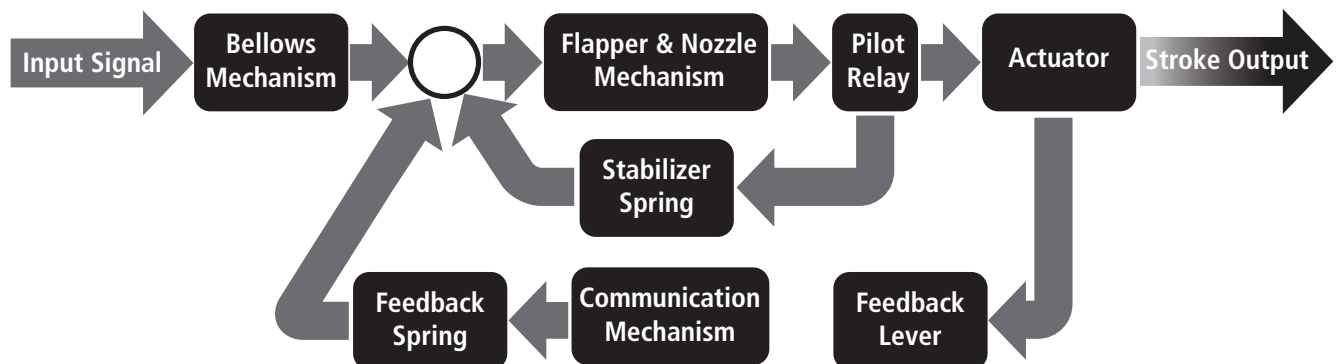 Input Signal
Bellows
Mechanism
Flapper & Nozzle
Mechanism
Pilot
Relay
Actuator
Stroke Output
Stabilizer
Spring
Feedback
Spring
Communication
Mechanism
Feedback
Lever